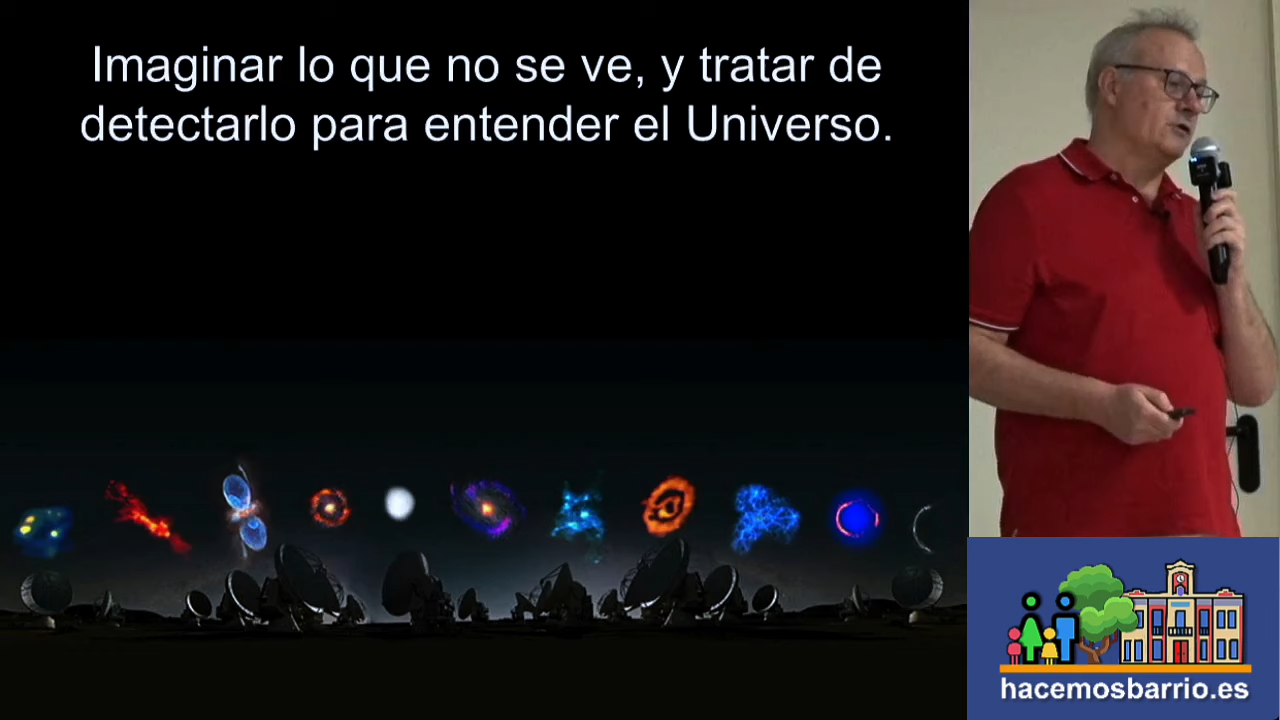 Imaginar lo que no se ve, y tratar de
detectarlo para entender el Universo.
hacemosbarrio.es